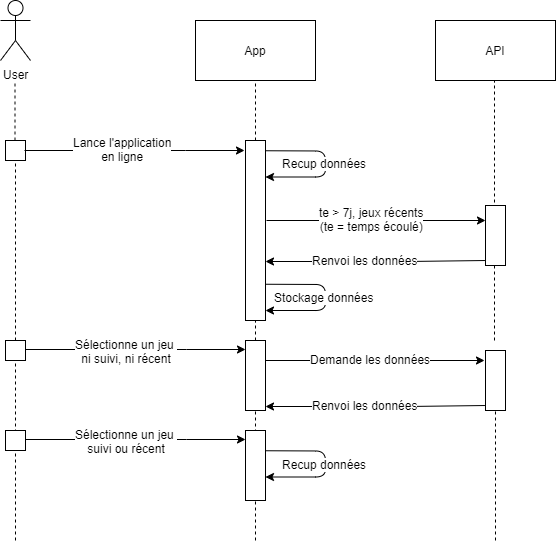 App
API
User
Lance l'application
en ligne
Recup données
te > 7j, jeux récents
(te = temps écoulé)
Renvoi les données
Stockage données
Sélectionne un jeu
ni suivi, ni récent
Demande les données
Renvoi les données
Sélectionne un jeu
suivi ou récent
Recup données